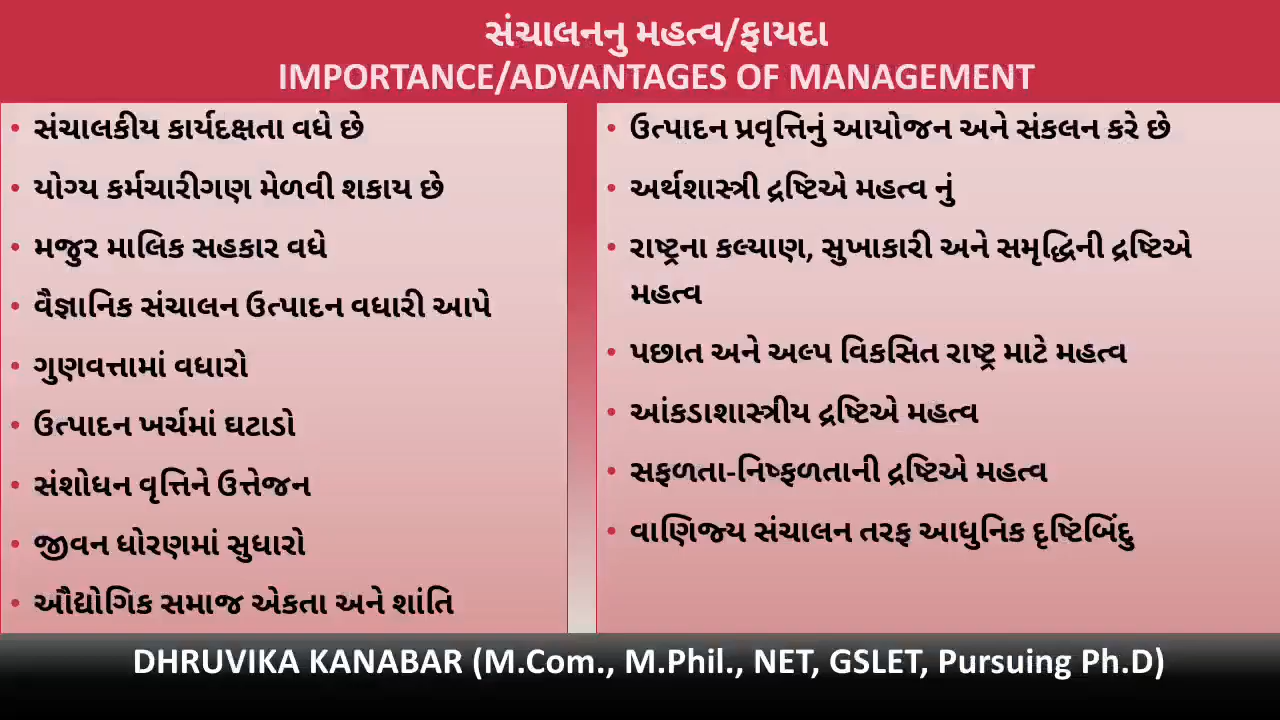 સંચાલનનુ મહત્વ/ફાયદા
IMPORTANCE/ADVANTAGES OF MANAGEMENT
• સંચાલકીય કાર્યદક્ષતા વધે છે
• યોગ્ય કર્મચારીગણ મેળવી શકાય છે
• મજુર માલિક સહકાર વધે
• વૈજ્ઞાનિક સંચાલન ઉત્પાદન વધારી આપે
• ગુણવત્તામાં વધારો
• ઉત્પાદન ખર્ચમાં ઘટાડો
• સંશોધન વૃત્તિને ઉત્તેજન
• જીવન ધોરણમાં સુધારો
• ઔદ્યોગિક સમાજ એકતા અને શાંતિ
• ઉત્પાદન પ્રવૃત્તિનું આયોજન અને સંકલન કરે છે
• અર્થશાસ્ત્રી દ્રષ્ટિએ મહત્વ નું
• રાષ્ટ્રના કલ્યાણ, સુખાકારી અને સમૃદ્ધિની દ્રષ્ટિએ
મહત્વ
• પછાત અને અલ્પ વિકસિત રાષ્ટ્ર માટે મહત્વ
• આંકડાશાસ્ત્રીય દ્રષ્ટિએ મહત્વ
• સફળતા-નિષ્ફળતાની દ્રષ્ટિએ મહત્વ
• વાણિજ્ય સંચાલન તરફ આધુનિક દૃષ્ટિબિંદુ
DHRUVIKA KANABAR (M.Com., M.Phil., NET, GSLET, Pursuing Ph.D)